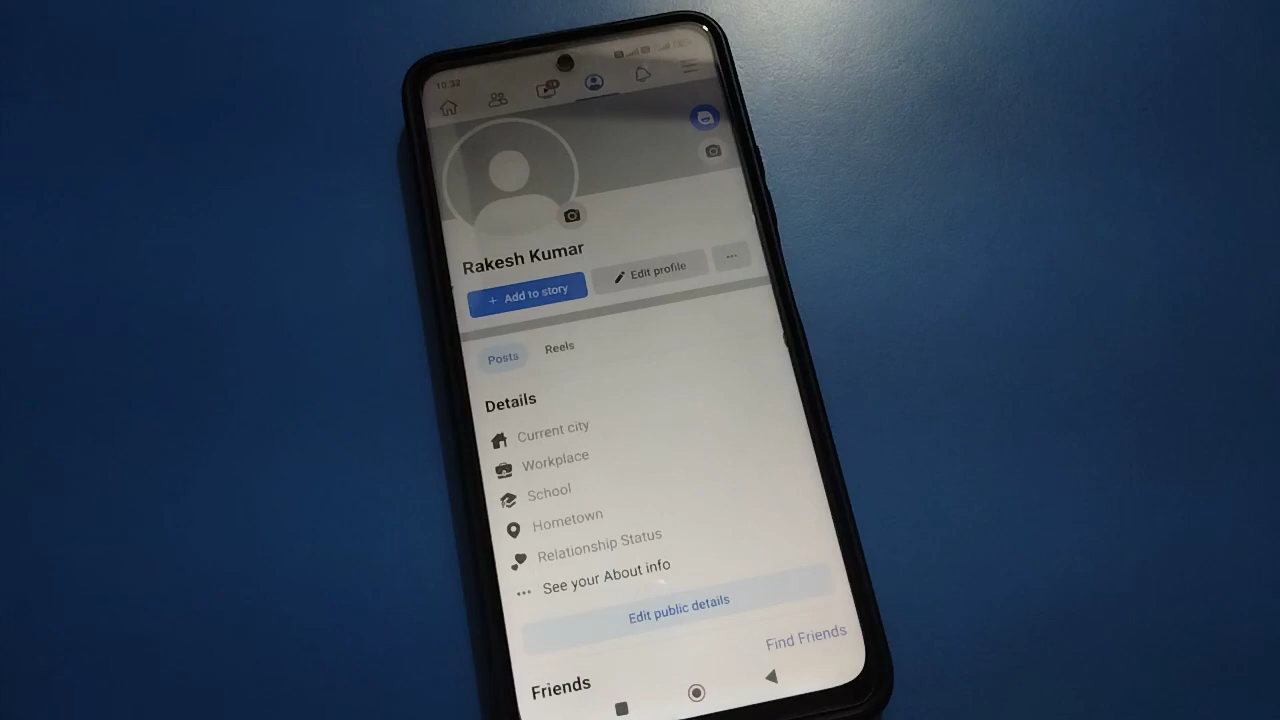 10:32
Rakesh Kumar
+ Add to story
Edit profile
Posts
Reels
Details
Current city
Workplace
School
Hometown
Relationship Status
See your About info
Edit public details
Find Friends
Friends